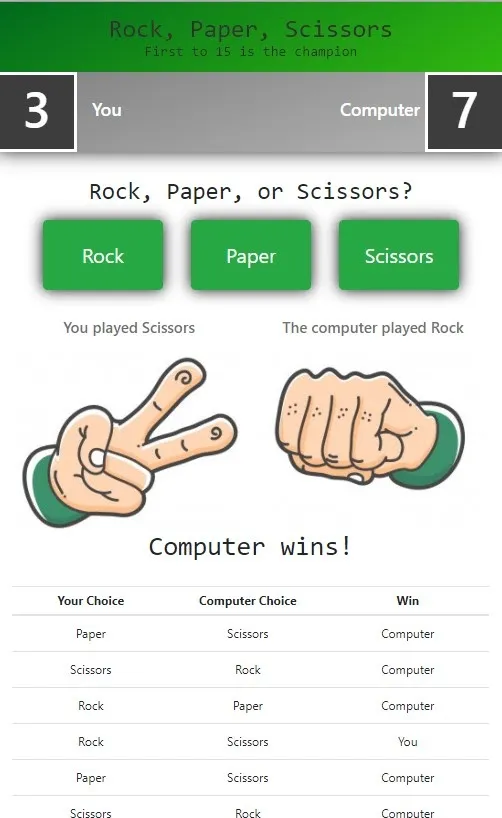 Rock, Paper, Scissors
First to 15 is the champion
3 You Computer 7
Rock, Paper, or Scissors?
Rock Paper Scissors
You played Scissors The computer played Rock
Computer wins!
Your Choice Computer Choice Win
Paper Scissors Computer
Scissors Rock Computer
Rock Paper Computer
Rock Scissors You
Paper Scissors Computer
Scissors Rock Computer